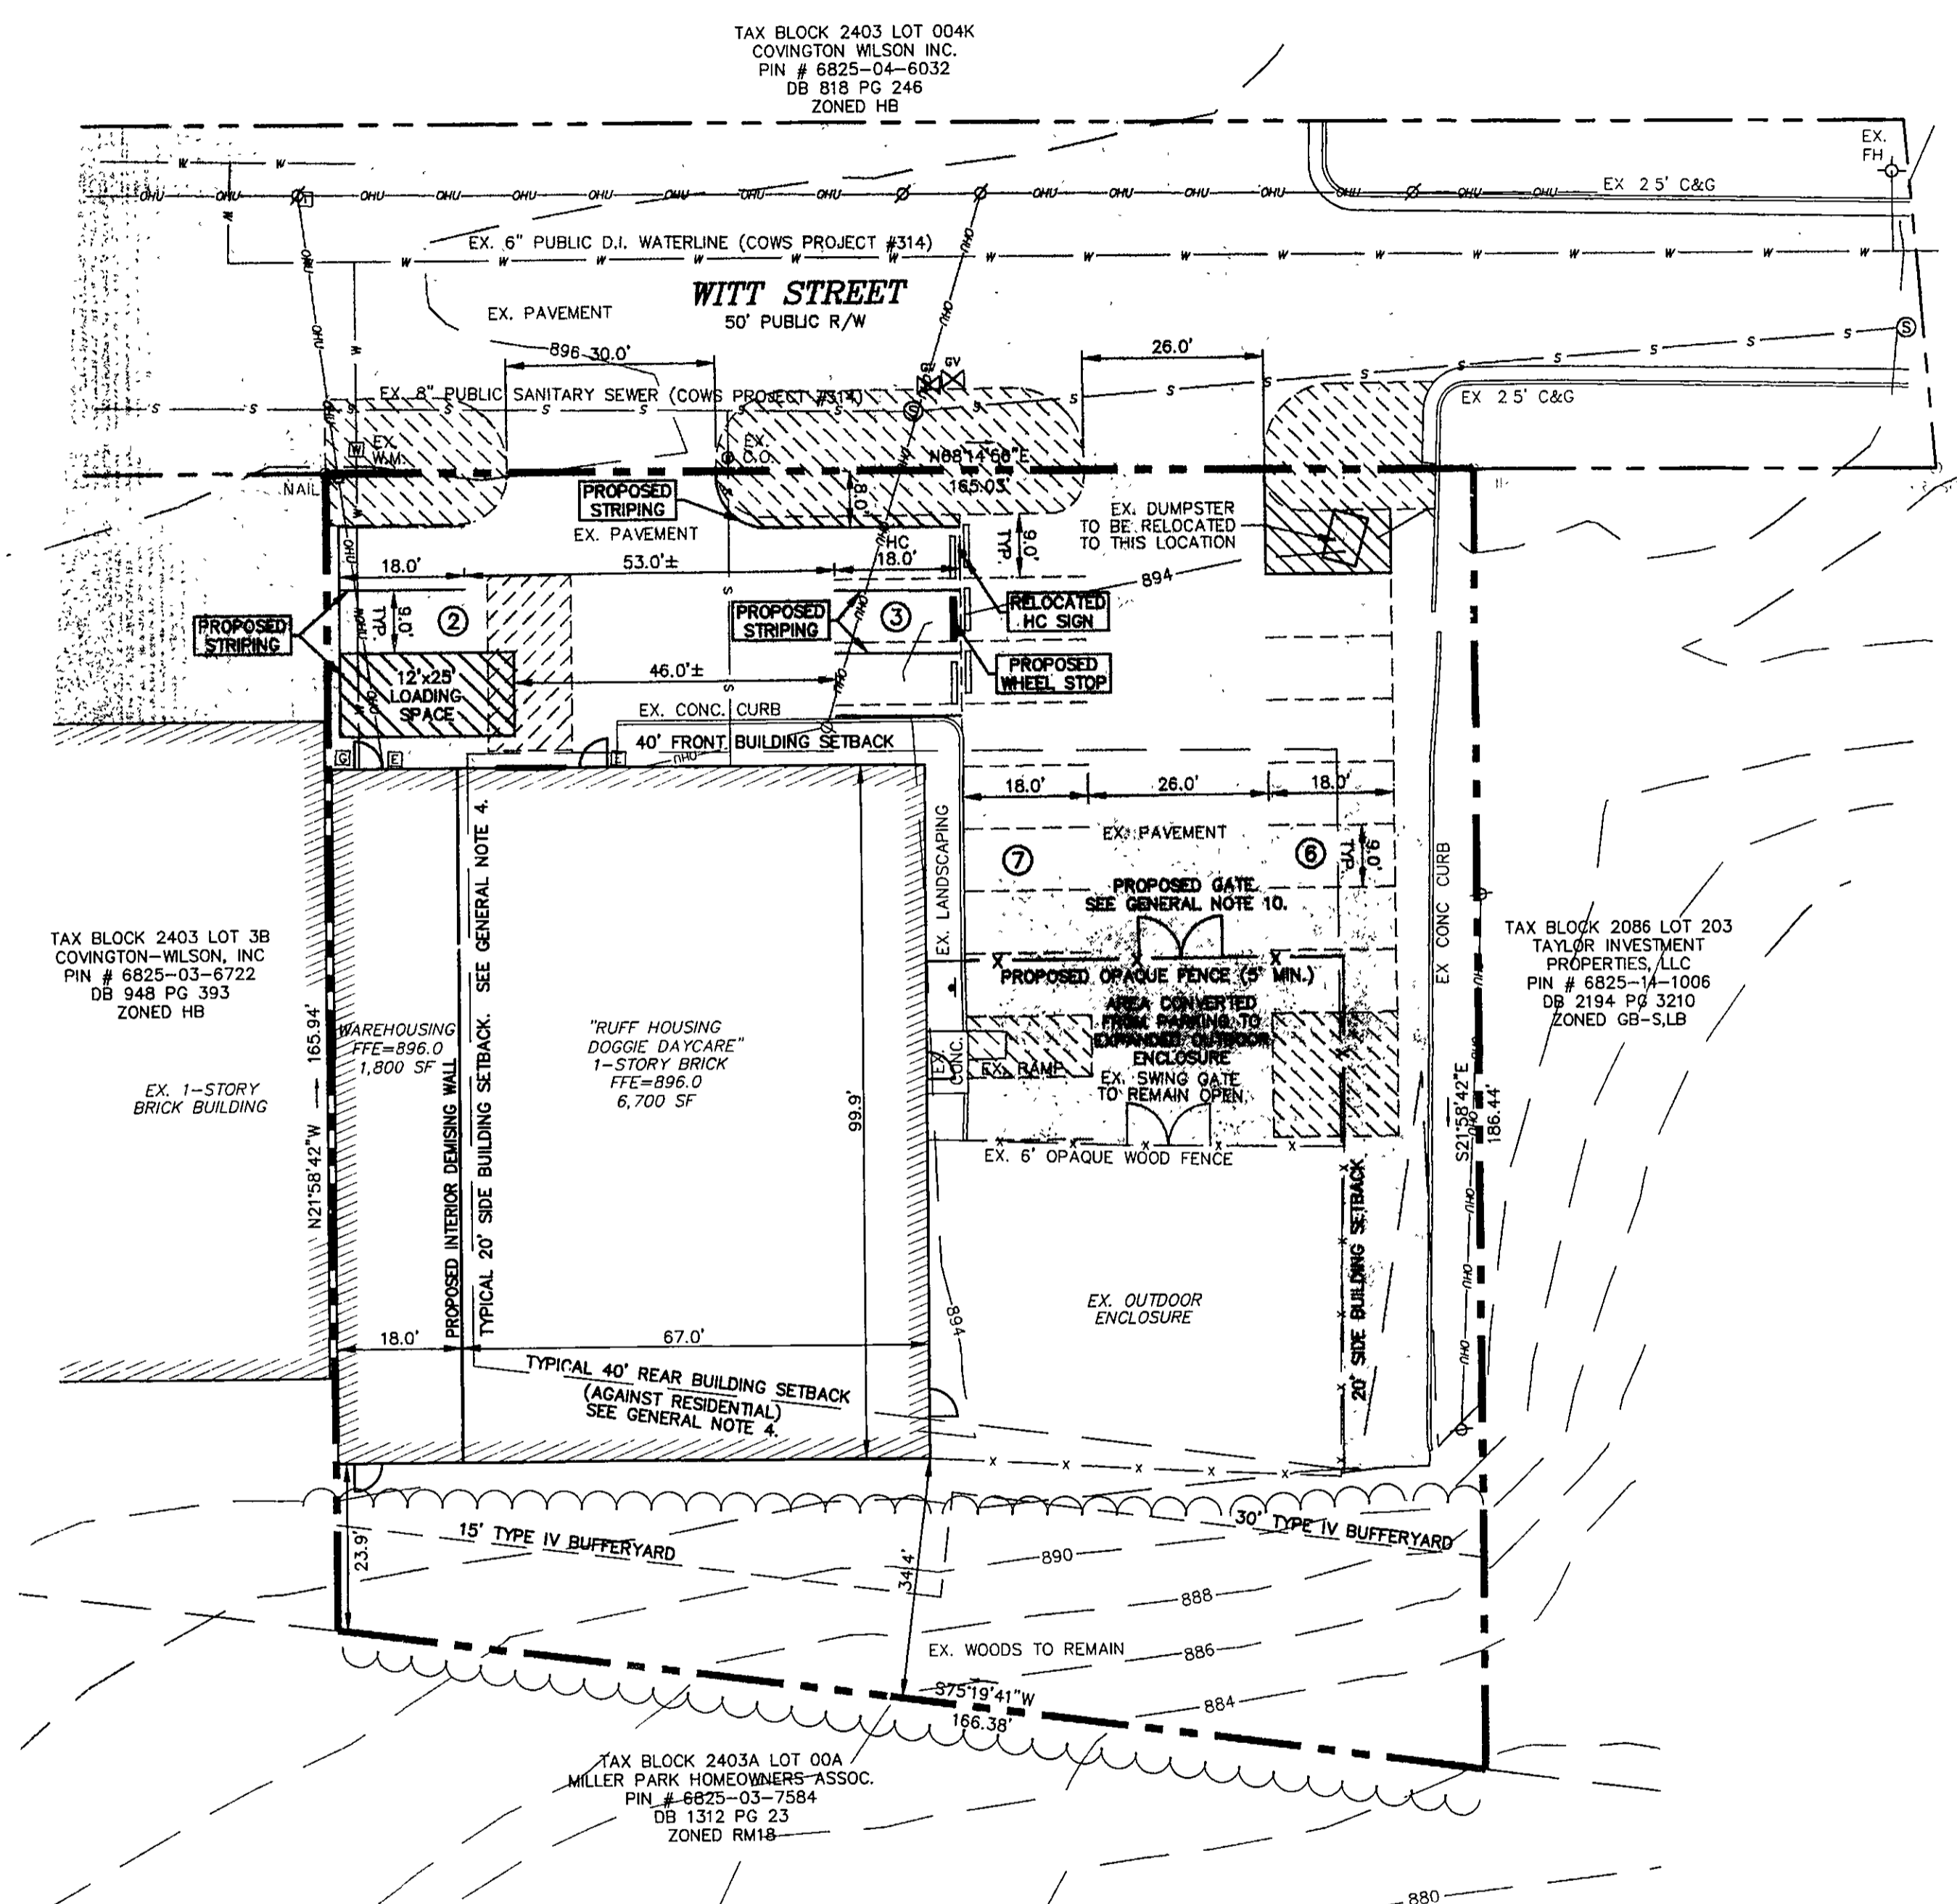 TAX BLOCK 2403 LOT 004K
COVINGTON WILSON INC.
PIN # 6825-04-6032
DB 818 PG 246
ZONED HB
EX.
FH
EX 2 5' C&G
W
OHU
EX. 6" PUBLIC D.I. WATERLINE (COWS PROJECT #314)
WITT STREET
50' PUBLIC R/W
EX. PAVEMENT
896
30.0'
26.0'
GV
S
EX. 8" PUBLIC SANITARY SEWER (COWS PROJECT #314)
EX 2 5' C&G
EX.
W.M.
EX.
C.O.
N68°14'56"E
165.03'
NAIL
PROPOSED
STRIPING
8.0'
EX. PAVEMENT
HC
18.0'
53.0'±
18.0'
9.0'
TYP.
EX. DUMPSTER
TO BE RELOCATED
TO THIS LOCATION
894
PROPOSED
STRIPING
9.0'
TYP.
2
PROPOSED
STRIPING
3
RELOCATED
HC SIGN
12'x25'
LOADING
SPACE
46.0'±
PROPOSED
WHEEL STOP
EX. CONC. CURB
40' FRONT BUILDING SETBACK
G
E
18.0'
26.0'
18.0'
EX. PAVEMENT
7
6
9.0'
TYP.
EX. LANDSCAPING
PROPOSED GATE.
SEE GENERAL NOTE 10.
EX CONC CURB
PROPOSED OPAQUE FENCE (5' MIN.)
AREA CONVERTED
FROM PARKING TO
EXPANDED OUTDOOR
ENCLOSURE
EX. CONC.
EX. RAMP
EX. SWING GATE
TO REMAIN OPEN.
EX. 6' OPAQUE WOOD FENCE
TAX BLOCK 2403 LOT 3B
COVINGTON-WILSON, INC
PIN # 6825-03-6722
DB 948 PG 393
ZONED HB
EX. 1-STORY
BRICK BUILDING
N21°58'42"W
165.94'
WAREHOUSING
FFE=896.0
1,800 SF
"RUFF HOUSING
DOGGIE DAYCARE"
1-STORY BRICK
FFE=896.0
6,700 SF
PROPOSED INTERIOR DEMISING WALL
TYPICAL 20' SIDE BUILDING SETBACK. SEE GENERAL NOTE 4.
99.9'
TAX BLOCK 2086 LOT 203
TAYLOR INVESTMENT
PROPERTIES, LLC
PIN # 6825-14-1006
DB 2194 PG 3210
ZONED GB-S,LB
S21°58'42"E
186.44'
EX. OUTDOOR
ENCLOSURE
20' SIDE BUILDING SETBACK
894
18.0'
67.0'
TYPICAL 40' REAR BUILDING SETBACK
(AGAINST RESIDENTIAL)
SEE GENERAL NOTE 4.
15' TYPE IV BUFFERYARD
30' TYPE IV BUFFERYARD
23.9'
34.4'
890
888
886
884
EX. WOODS TO REMAIN
S75°19'41"W
166.38'
TAX BLOCK 2403A LOT 00A
MILLER PARK HOMEOWNERS ASSOC.
PIN # 6825-03-7584
DB 1312 PG 23
ZONED RM18
880